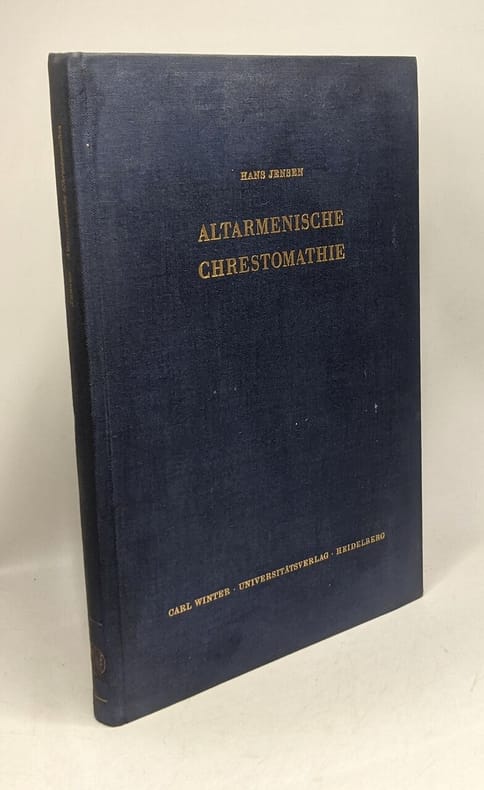 HANS JENSEN
ALTARMENISCHE
CHRESTOMATHIE
CARL WINTER · UNIVERSITÄTSVERLAG · HEIDELBERG